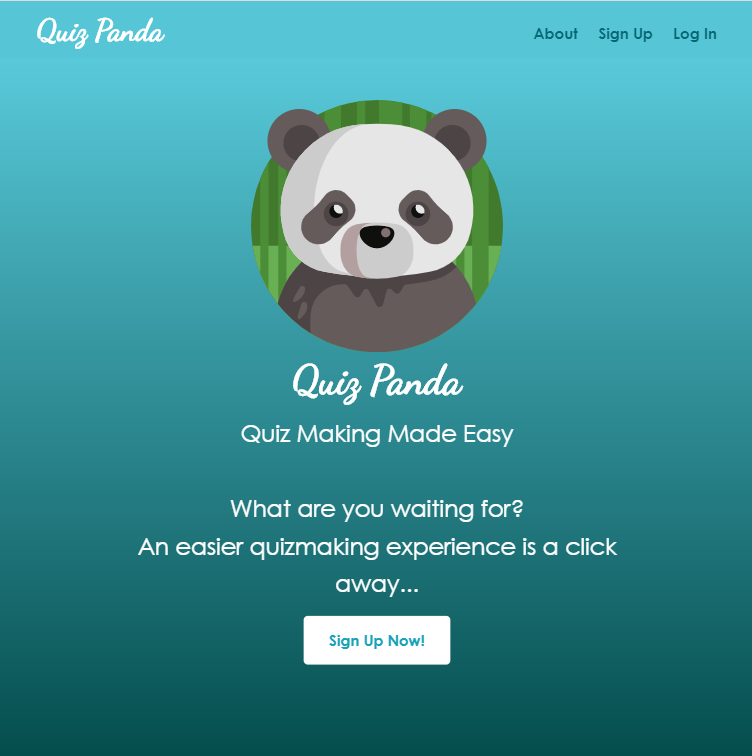 Quiz Panda
About Sign Up Log In
Quiz Panda
Quiz Making Made Easy
What are you waiting for?
An easier quizmaking experience is a click
away...
Sign Up Now!